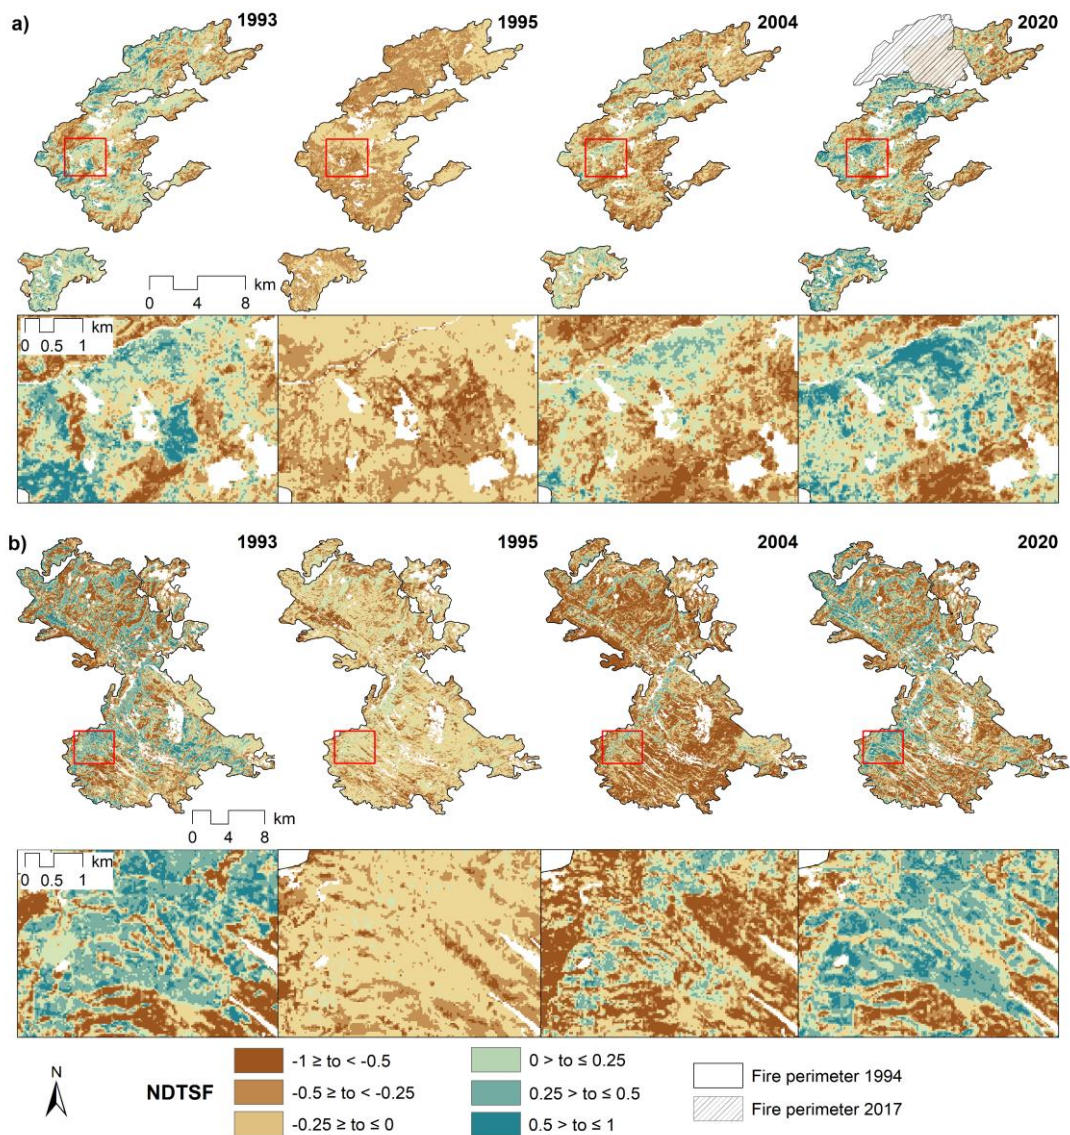 a) 1993 1995 2004 2020
0 4 8 km
km
0 0.5 1
b) 1993 1995 2004 2020
km
0 4 8
km
0 0.5 1
N
NDTSF
-1 ≥ to < -0.5
-0.5 ≥ to < -0.25
-0.25 ≥ to ≤ 0
0 > to ≤ 0.25
0.25 > to ≤ 0.5
0.5 > to ≤ 1
Fire perimeter 1994
Fire perimeter 2017